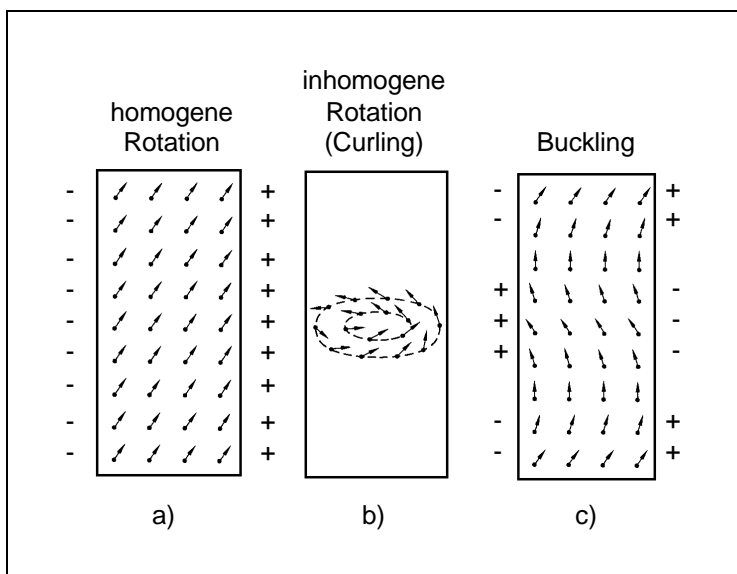 homogene
Rotation
inhomogene
Rotation
(Curling)
Buckling
- + - +
- + - +
- +
- + + -
- + + -
- + + -
- +
- + - +
- + - +
a) b) c)